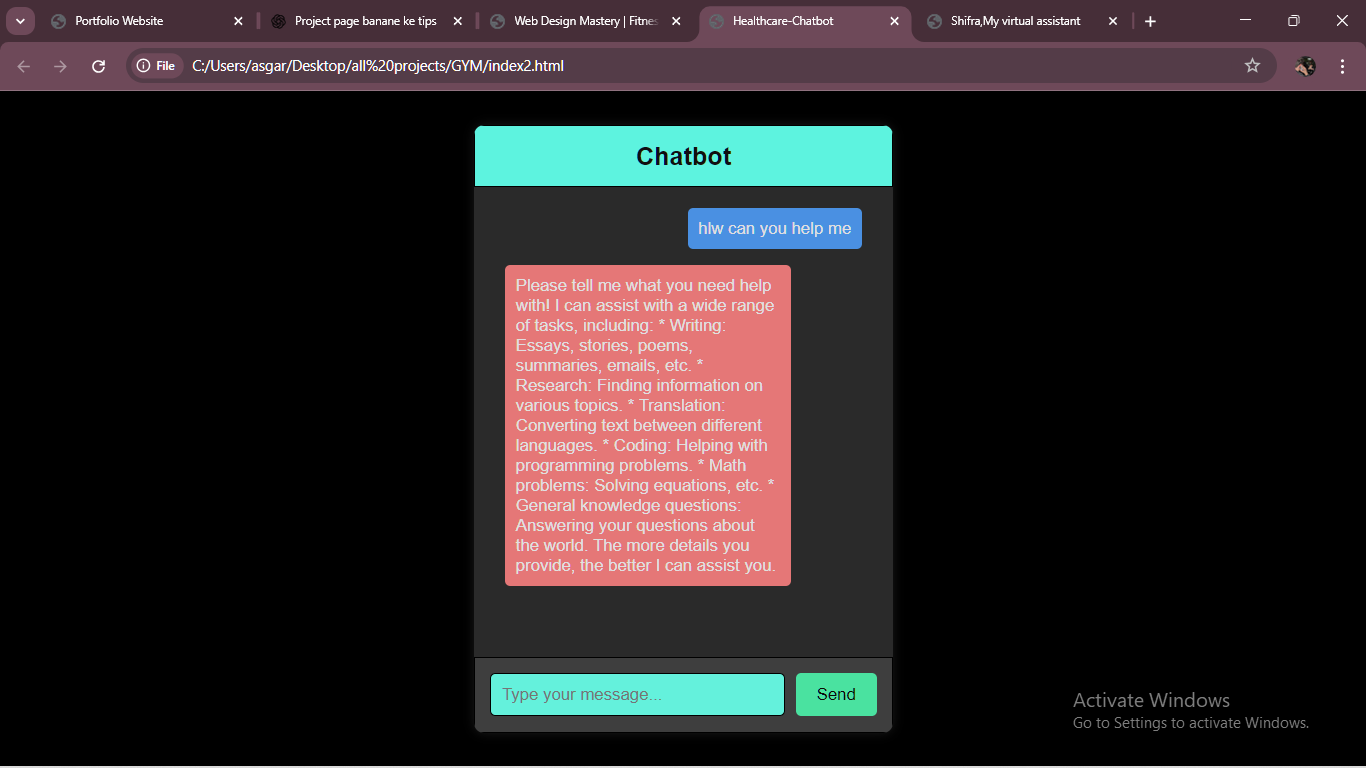 Portfolio Website
Project page banane ke tips
Web Design Mastery | Fitnes
Healthcare-Chatbot
Shifra,My virtual assistant
File
C:/Users/asgar/Desktop/all%20projects/GYM/index2.html
Chatbot
hlw can you help me
Please tell me what you need help
with! I can assist with a wide range
of tasks, including: * Writing:
Essays, stories, poems,
summaries, emails, etc. *
Research: Finding information on
various topics. * Translation:
Converting text between different
languages. * Coding: Helping with
programming problems. * Math
problems: Solving equations, etc. *
General knowledge questions:
Answering your questions about
the world. The more details you
provide, the better I can assist you.
Type your message...
Send
Activate Windows
Go to Settings to activate Windows.